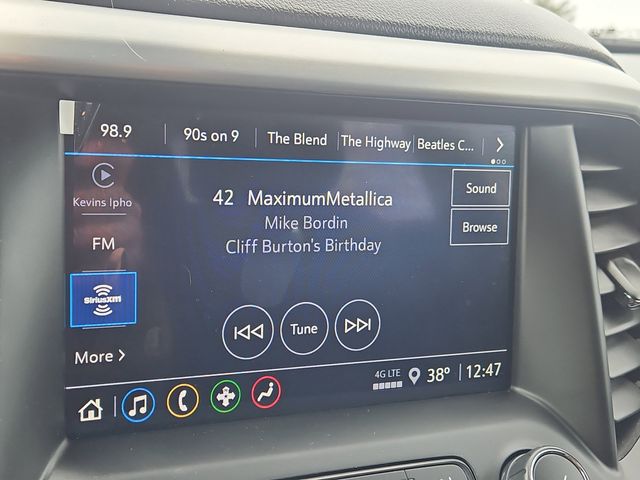 98.9 90s on 9 The Blend The Highway Beatles C...
Kevins Ipho
42 MaximumMetallica
Sound
Mike Bordin
Browse
FM
Cliff Burton's Birthday
SiriusXM
Tune
More
4G LTE 38° 12:47